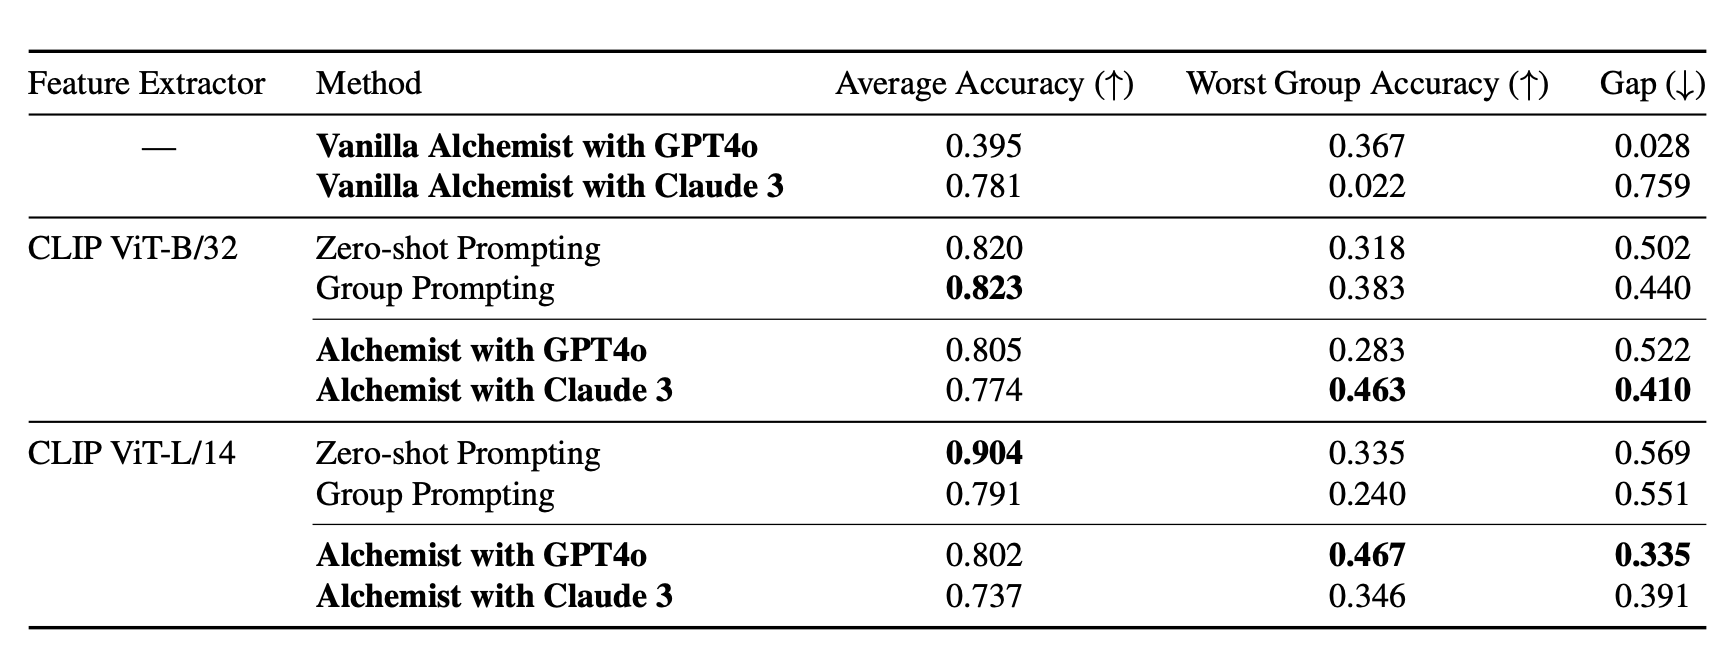 Feature Extractor Method Average Accuracy (↑) Worst Group Accuracy (↑) Gap (↓)
— Vanilla Alchemist with GPT4o 0.395 0.367 0.028
Vanilla Alchemist with Claude 3 0.781 0.022 0.759
CLIP ViT-B/32 Zero-shot Prompting 0.820 0.318 0.502
Group Prompting 0.823 0.383 0.440
Alchemist with GPT4o 0.805 0.283 0.522
Alchemist with Claude 3 0.774 0.463 0.410
CLIP ViT-L/14 Zero-shot Prompting 0.904 0.335 0.569
Group Prompting 0.791 0.240 0.551
Alchemist with GPT4o 0.802 0.467 0.335
Alchemist with Claude 3 0.737 0.346 0.391